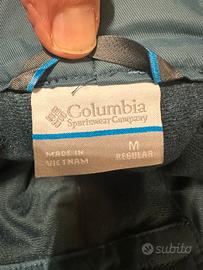 Columbia
Sportswear Company
MADE IN
VIETNAM
M
REGULAR
subito